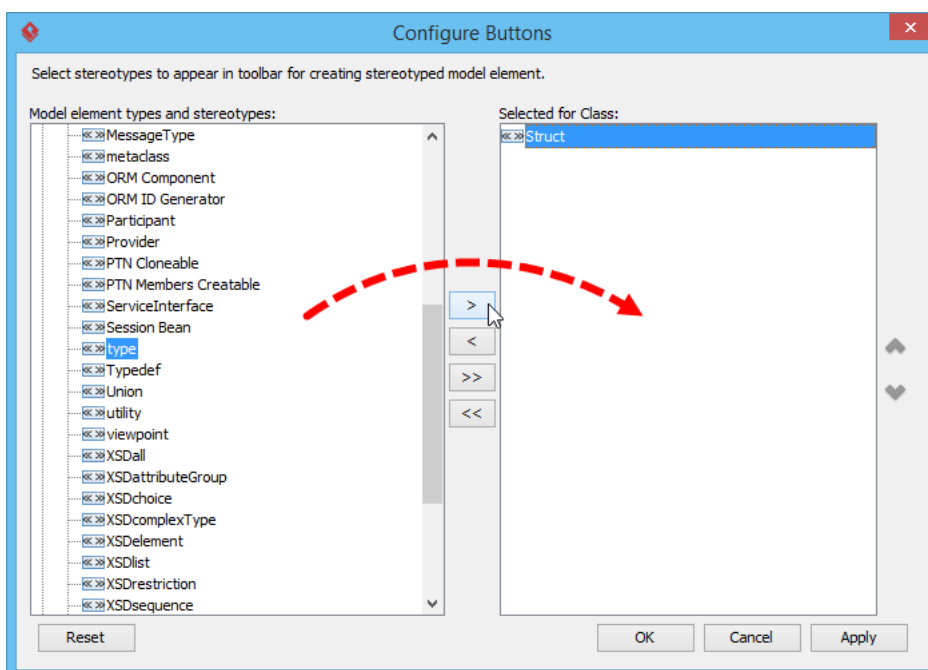 Configure Buttons
Select stereotypes to appear in toolbar for creating stereotyped model element.
Model element types and stereotypes:
«»MessageType
«»metaclass
«»ORM Component
«»ORM ID Generator
«»Participant
«»Provider
«»PTN Cloneable
«»PTN Members Creatable
«»ServiceInterface
«»Session Bean
«»type
«»Typedef
«»Union
«»utility
«»viewpoint
«»XSDall
«»XSDattributeGroup
«»XSDchoice
«»XSDcomplexType
«»XSDelement
«»XSDlist
«»XSDrestriction
«»XSDsequence
>
<
>>
<<
Selected for Class:
«»Struct
Reset
OK
Cancel
Apply